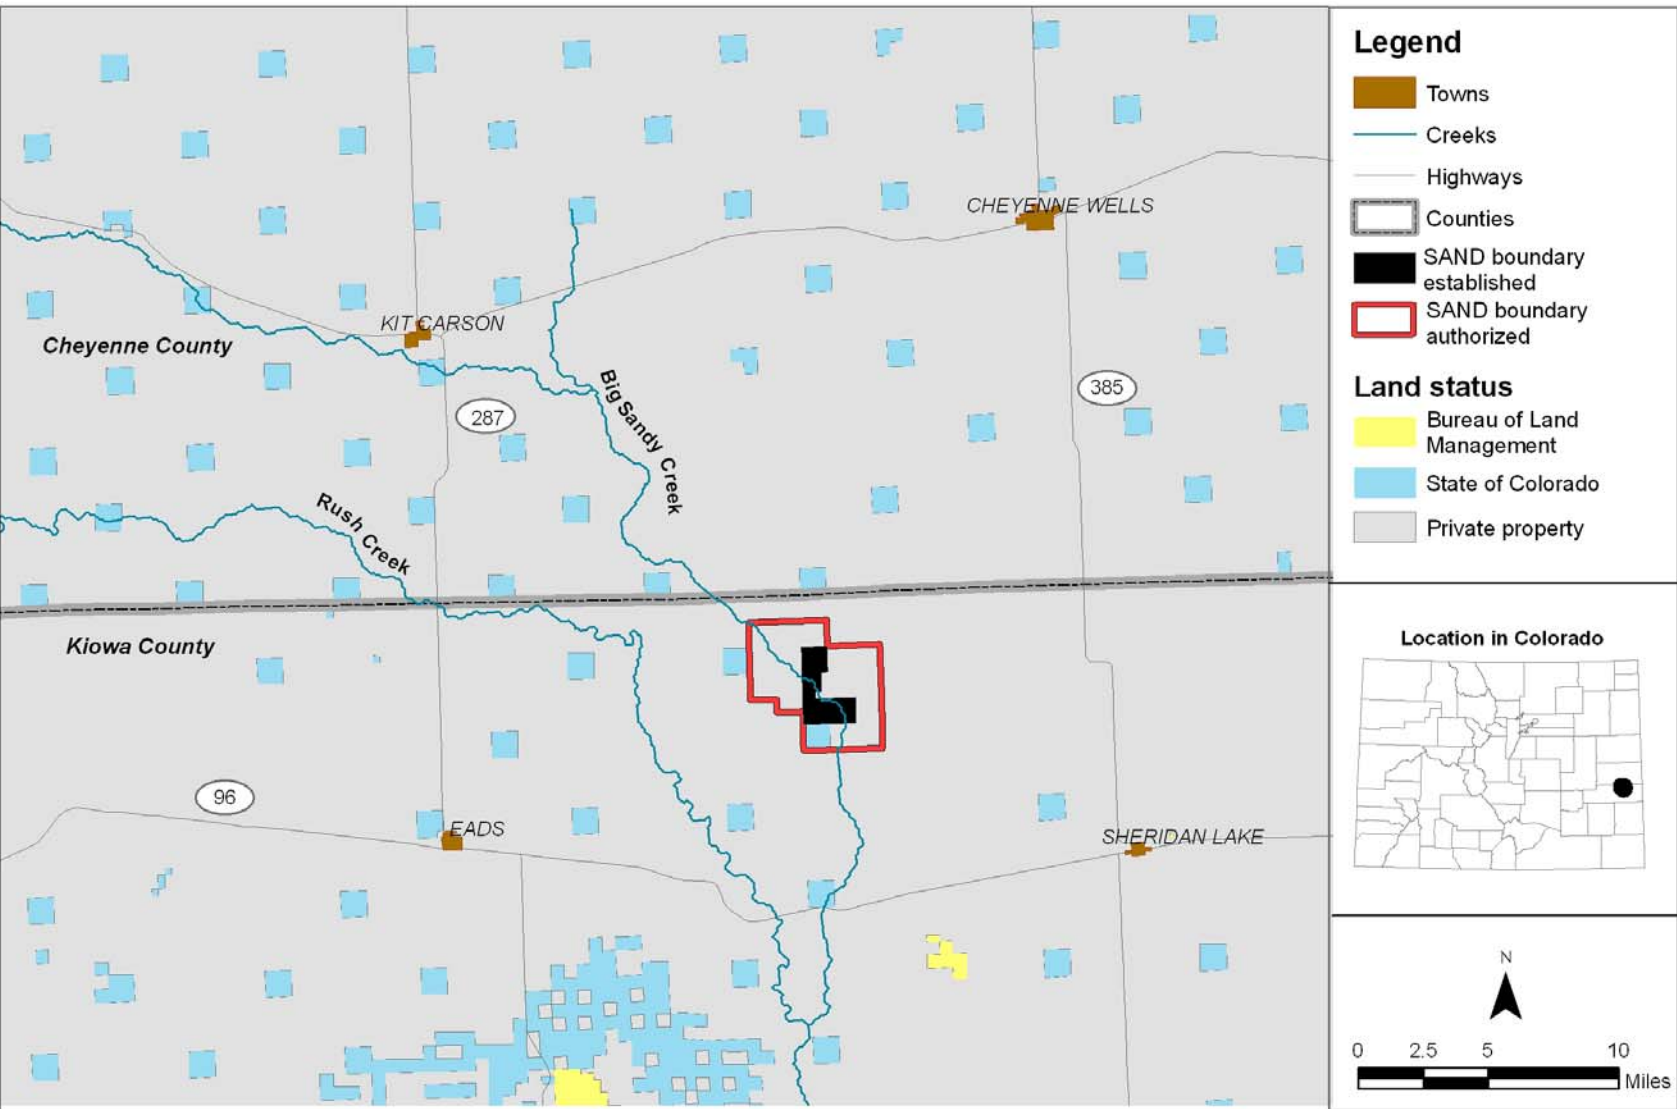 CHEYENNE WELLS
KIT CARSON
Cheyenne County
Big Sandy Creek
385
287
Rush Creek
Kiowa County
96
EADS
SHERIDAN LAKE
Legend
Towns
Creeks
Highways
Counties
SAND boundary
established
SAND boundary
authorized
Land status
Bureau of Land
Management
State of Colorado
Private property
Location in Colorado
N
0 2.5 5 10
Miles